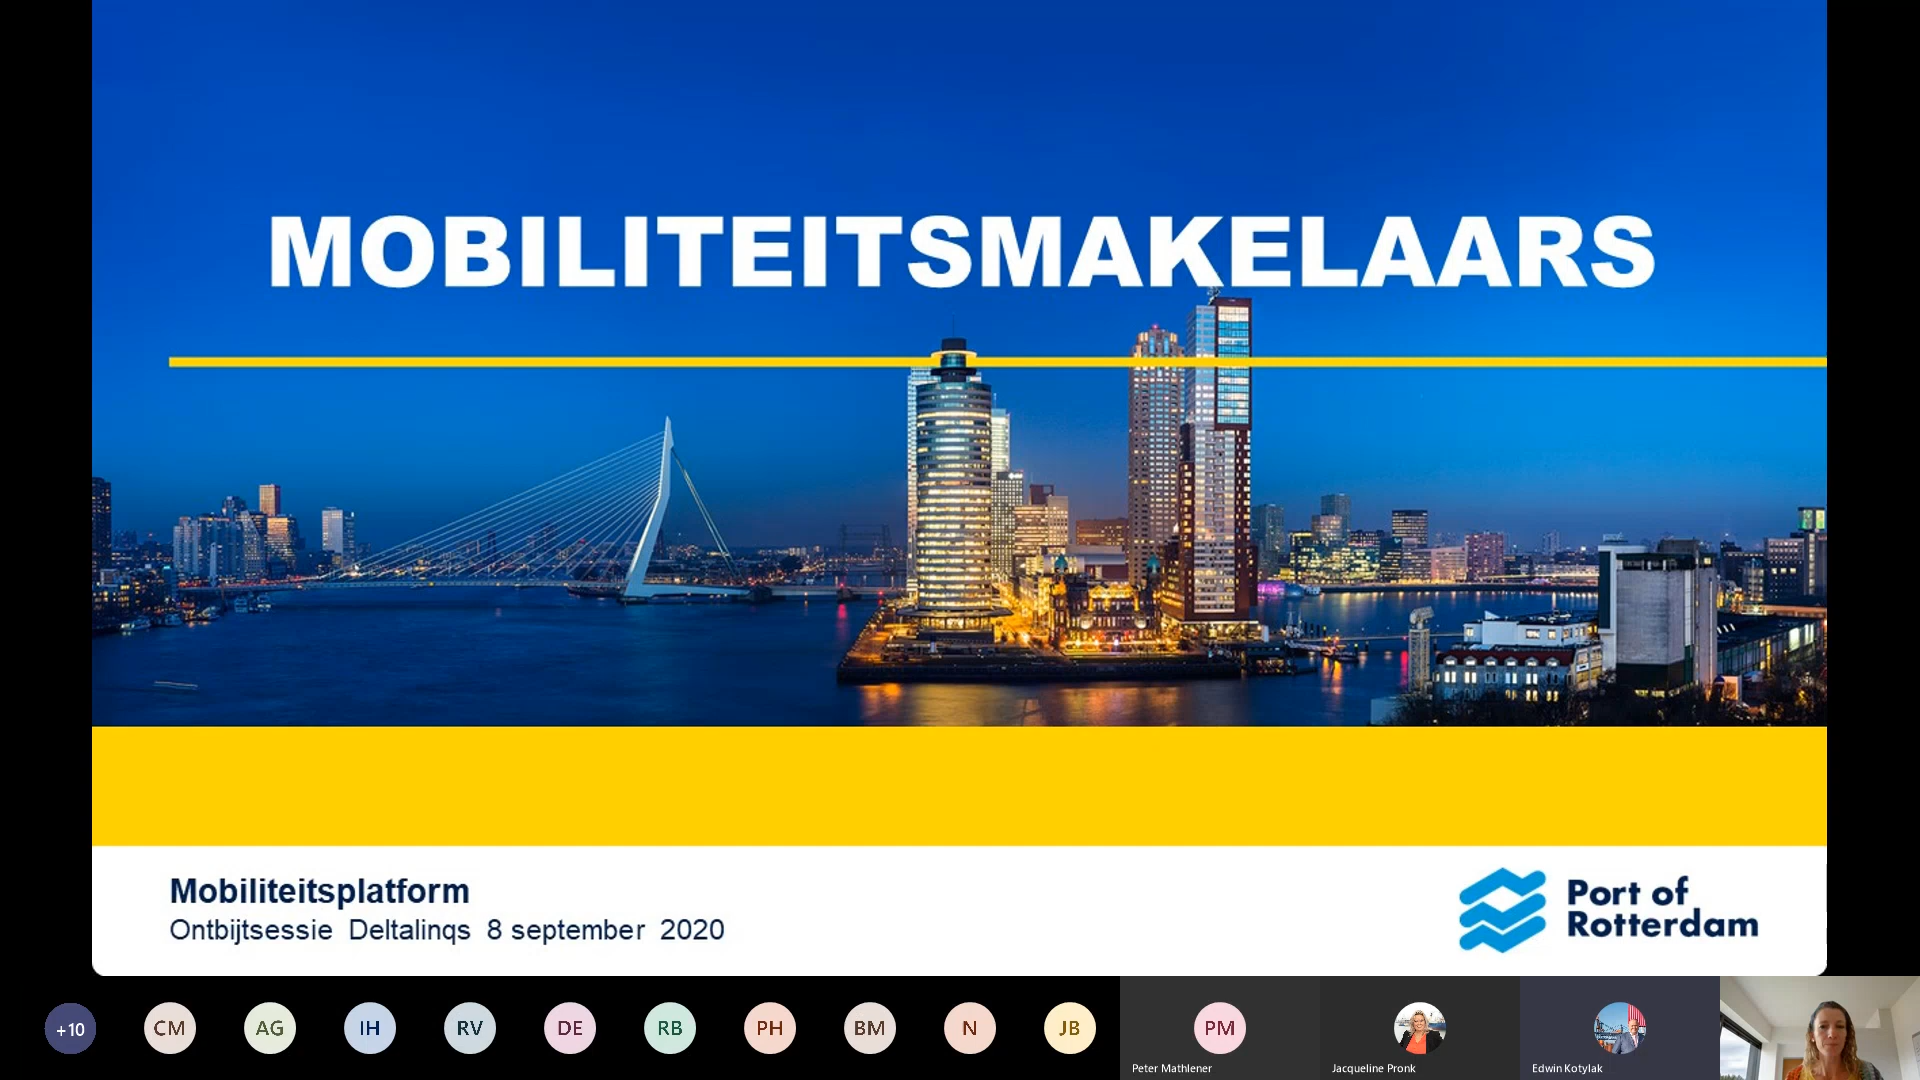 MOBILITEITSMAKELAARS
Mobiliteitsplatform
Ontbijtsessie Deltalinqs 8 september 2020
Port of
Rotterdam
+10
CM
AG
IH
RV
DE
RB
PH
BM
N
JB
PM
Peter Mathlener
Jacqueline Pronk
Edwin Kotylak